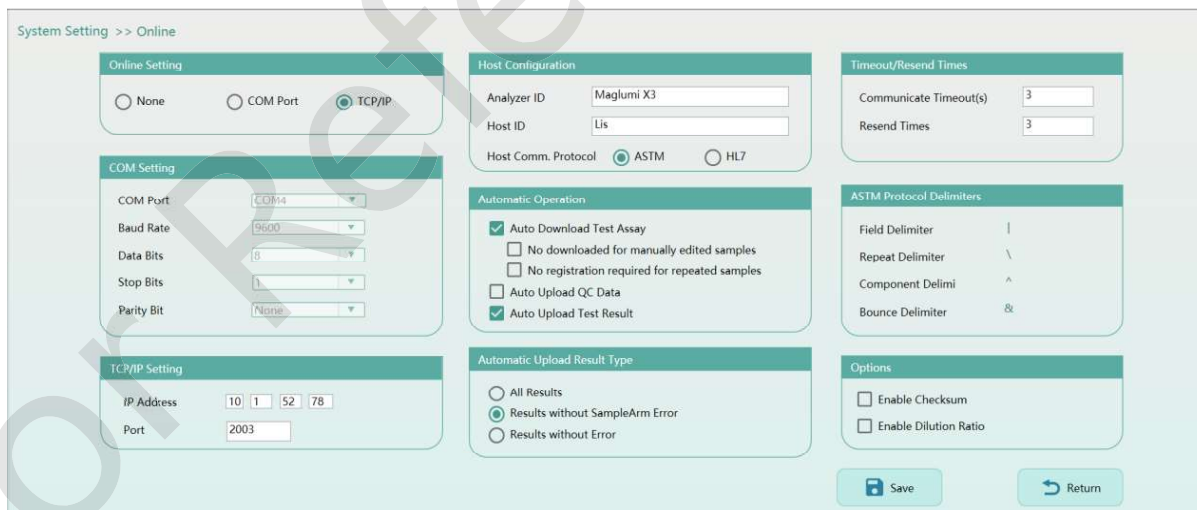 System Setting >> Online
Online Setting
None
COM Port
TCP/IP
COM Setting
COM Port
COM4
Baud Rate
9600
Data Bits
8
Stop Bits
1
Parity Bit
None
TCP/IP Setting
IP Address
10 1 52 78
Port
2003
Host Configuration
Analyzer ID
Maglumi X3
Host ID
Lis
Host Comm. Protocol
ASTM
HL7
Automatic Operation
Auto Download Test Assay
No downloaded for manually edited samples
No registration required for repeated samples
Auto Upload QC Data
Auto Upload Test Result
Automatic Upload Result Type
All Results
Results without SampleArm Error
Results without Error
Timeout/Resend Times
Communicate Timeout(s)
3
Resend Times
3
ASTM Protocol Delimiters
Field Delimiter |
Repeat Delimiter \
Component Delimi ^
Bounce Delimiter &
Options
Enable Checksum
Enable Dilution Ratio
Save
Return
or Refe